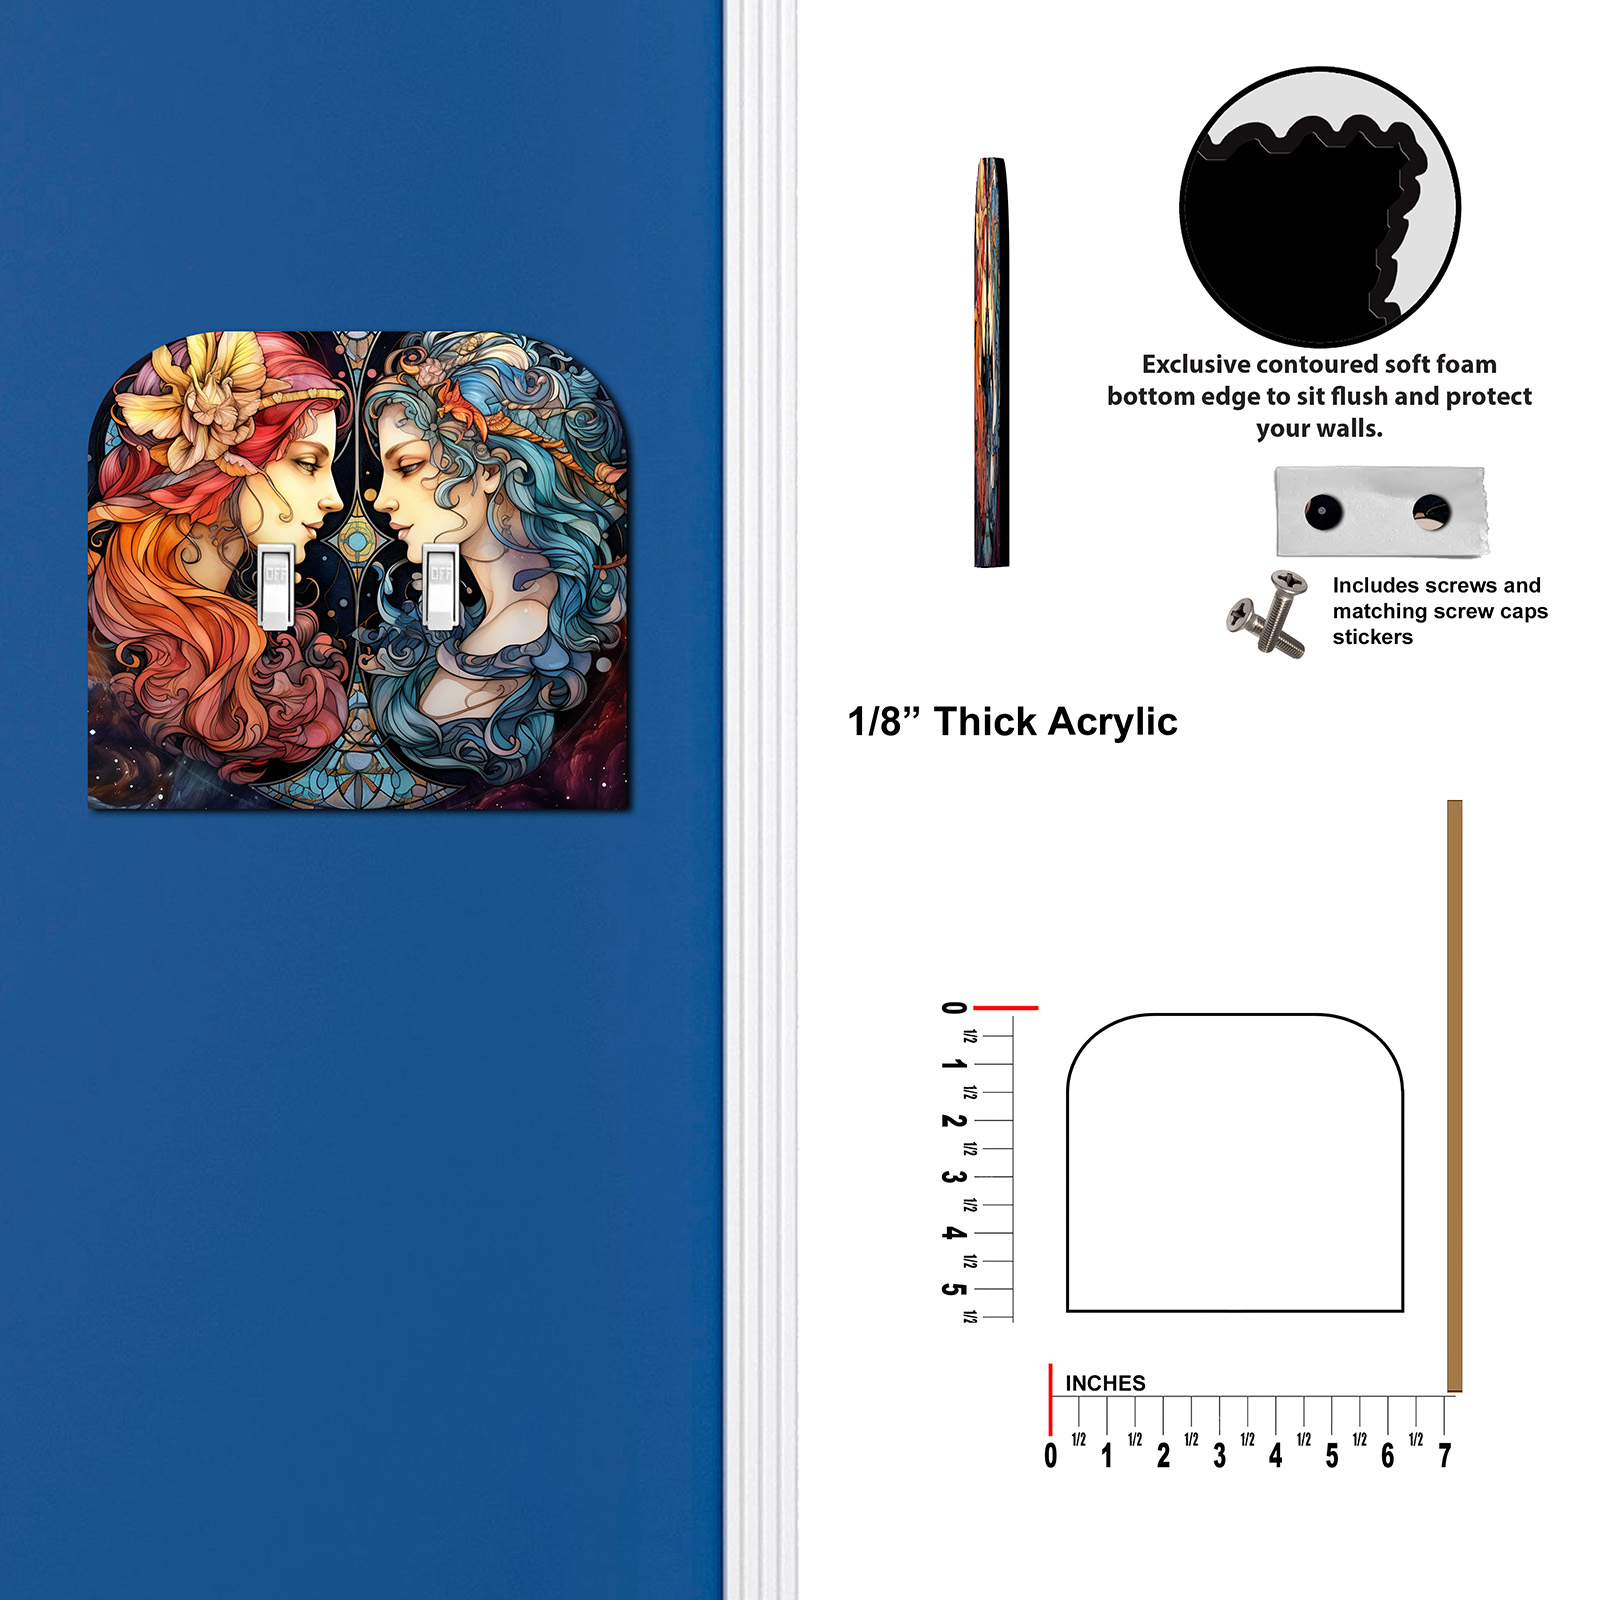 OFF
OFF
Exclusive contoured soft foam
bottom edge to sit flush and protect
your walls.
Includes screws and
matching screw caps
stickers
1/8” Thick Acrylic
0
1/2
1
1/2
2
1/2
3
1/2
4
1/2
5
1/2
INCHES
0 1/2 1 1/2 2 1/2 3 1/2 4 1/2 5 1/2 6 1/2 7